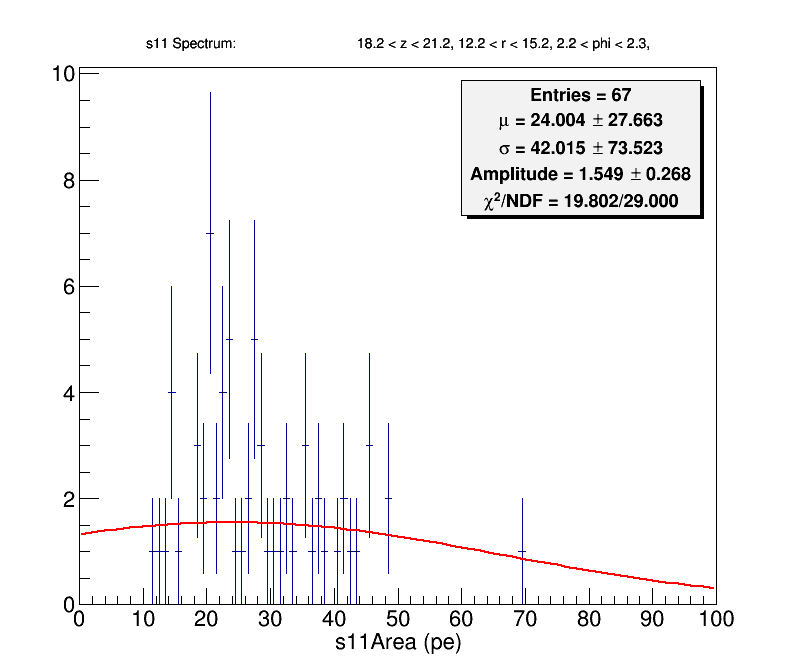 s11 Spectrum: 18.2 < z < 21.2, 12.2 < r < 15.2, 2.2 < phi < 2.3,
Entries = 67
μ = 24.004 ± 27.663
σ = 42.015 ± 73.523
Amplitude = 1.549 ± 0.268
χ²/NDF = 19.802/29.000
10
8
6
4
2
0
0 10 20 30 40 50 60 70 80 90 100
s11Area (pe)